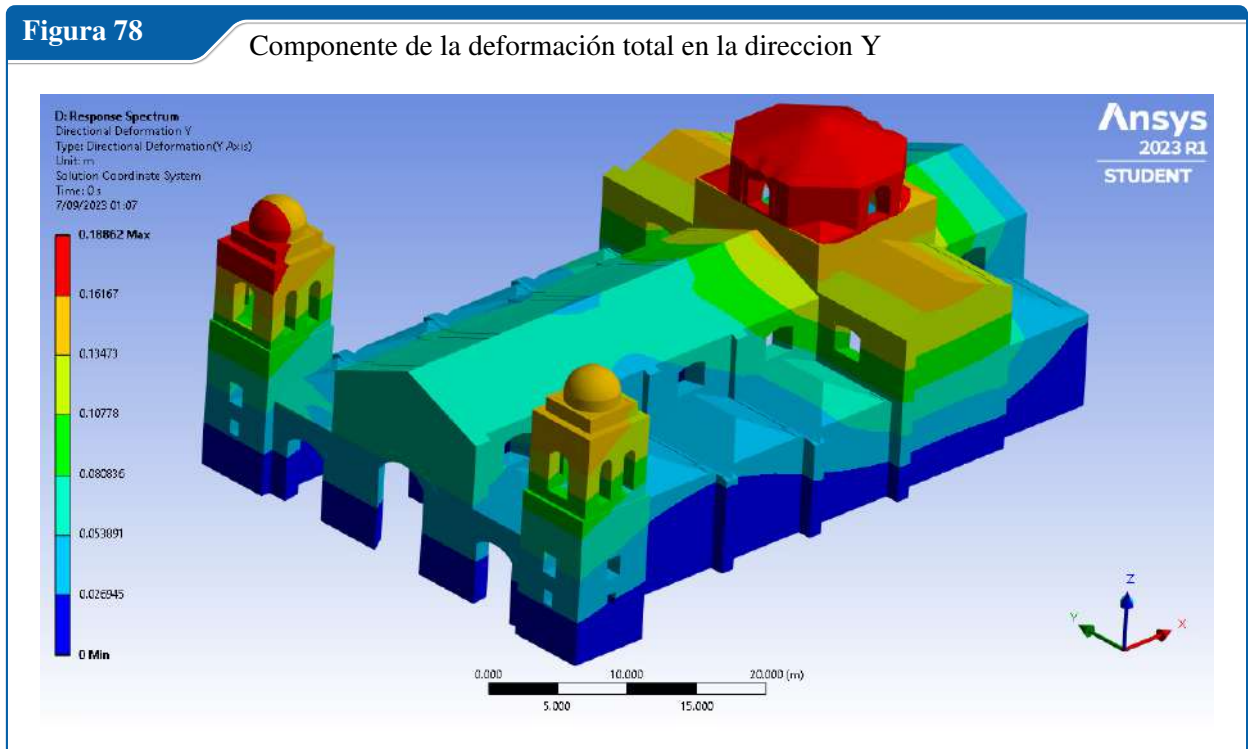 Figura 78
Componente de la deformación total en la direccion Y
D: Response Spectrum
Directional Deformation Y
Type: Directional Deformation(Y Axis)
Unit: m
Solution Coordinate System
Time: 0 s
7/09/2023 01:07
0.18862 Max
0.16167
0.13473
0.10778
0.080836
0.053891
0.026945
0 Min
Ansys
2023 R1
STUDENT
Z
Y
X
0.000
10.000
20.000 (m)
5.000
15.000